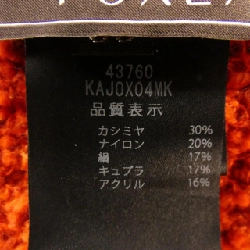 43760
KAJ0X04MK
品質表示
カシミヤ 30%
ナイロン 20%
絹 17%
キュプラ 17%
アクリル 16%